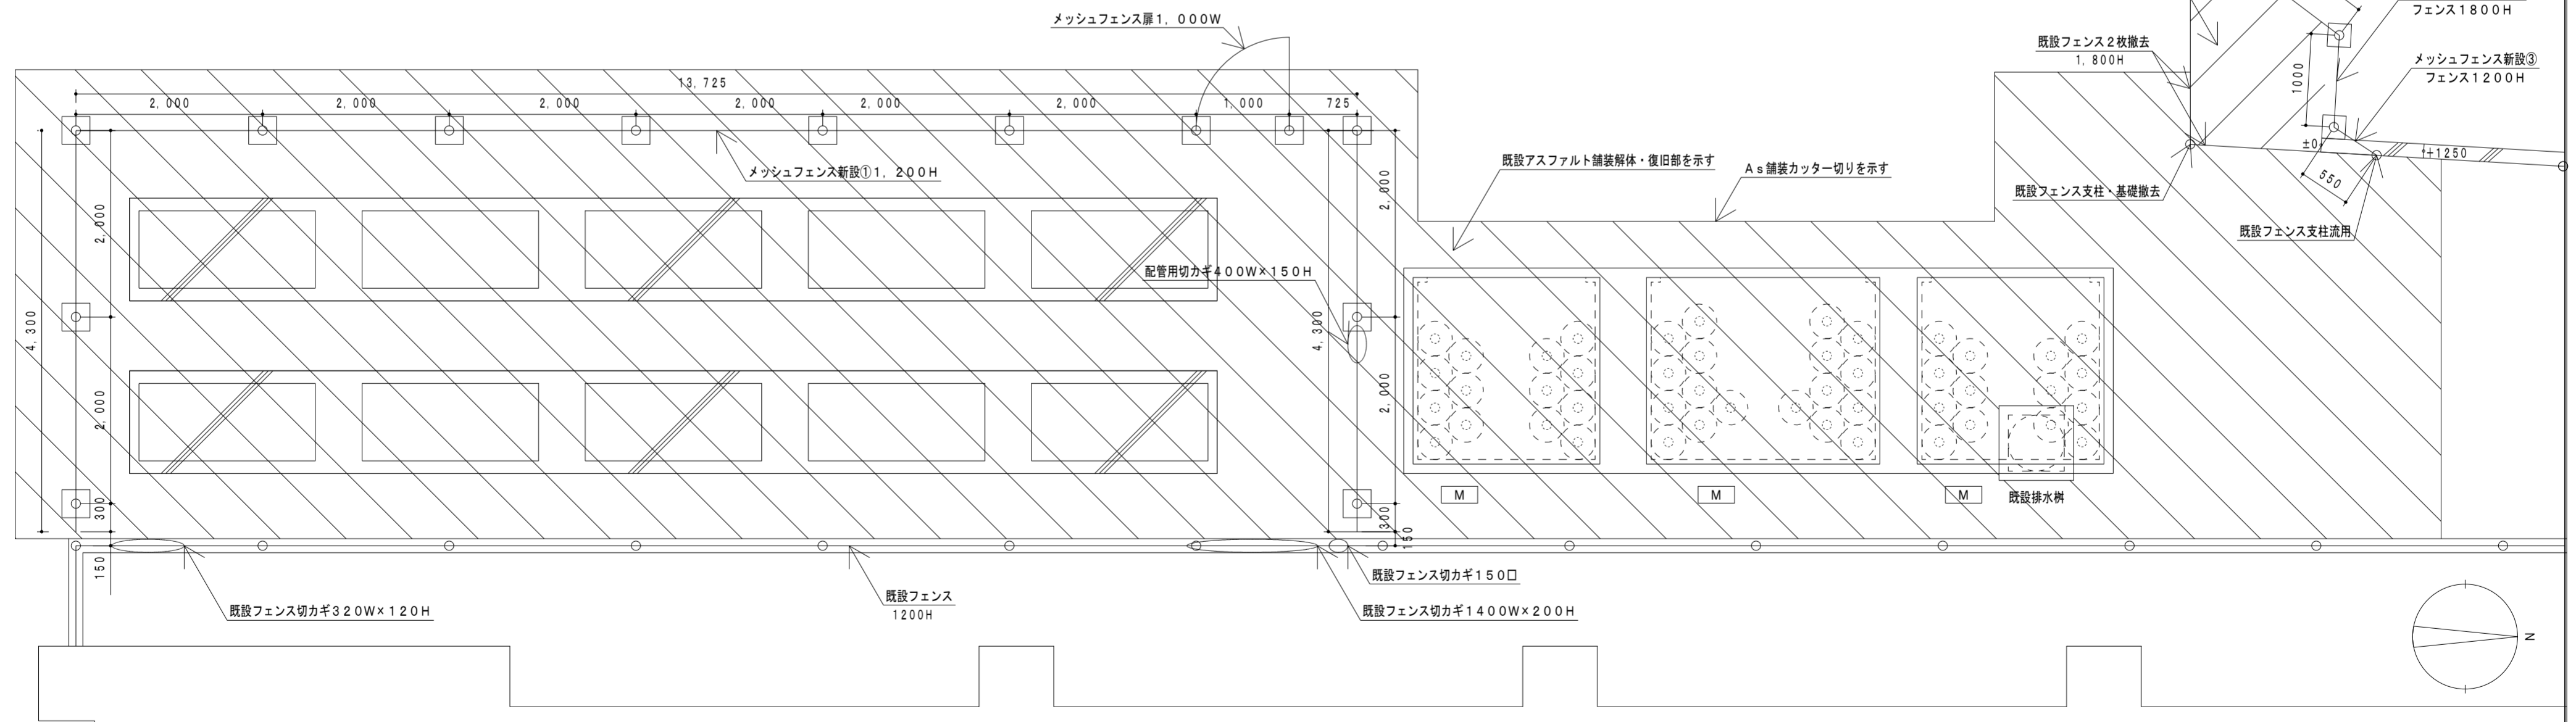 メッシュフェンス扉1，000W
フェンス1800H
既設フェンス2枚撤去
1，800H
メッシュフェンス新設③
フェンス1200H
1000
13,725
2,000
2,000
2,000
2,000
2,000
2,000
1,000
725
±0
+1250
550
メッシュフェンス新設①1，200H
既設アスファルト舗装解体・復旧部を示す
As舗装カッター切りを示す
既設フェンス支柱・基礎撤去
既設フェンス支柱流用
2,000
2,000
配管用切カギ400W×150H
4,300
4,300
2,000
2,000
300
300
150
150
M
M
M
既設排水桝
既設フェンス切カギ150□
既設フェンス
1200H
既設フェンス切カギ320W×120H
既設フェンス切カギ1400W×200H
N